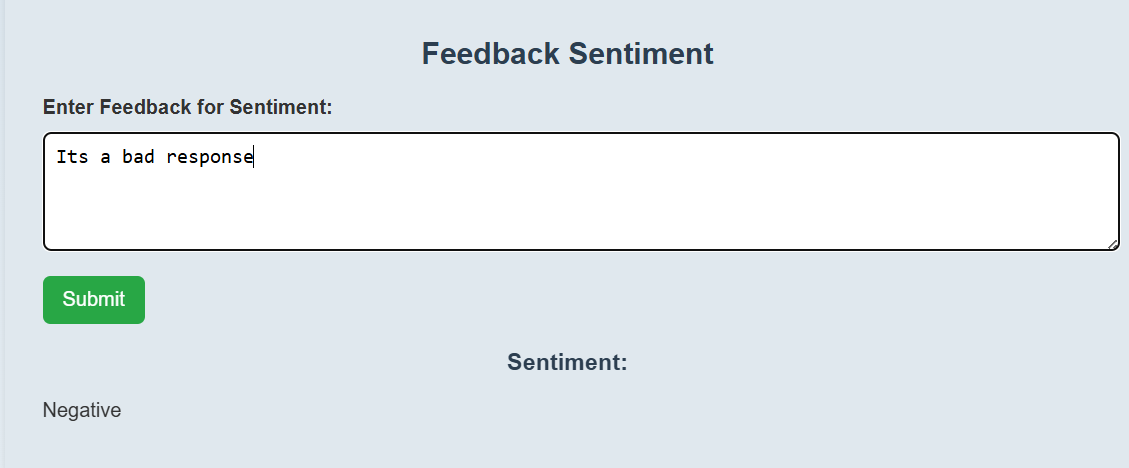 Feedback Sentiment
Enter Feedback for Sentiment:
Its a bad response
Submit
Sentiment:
Negative